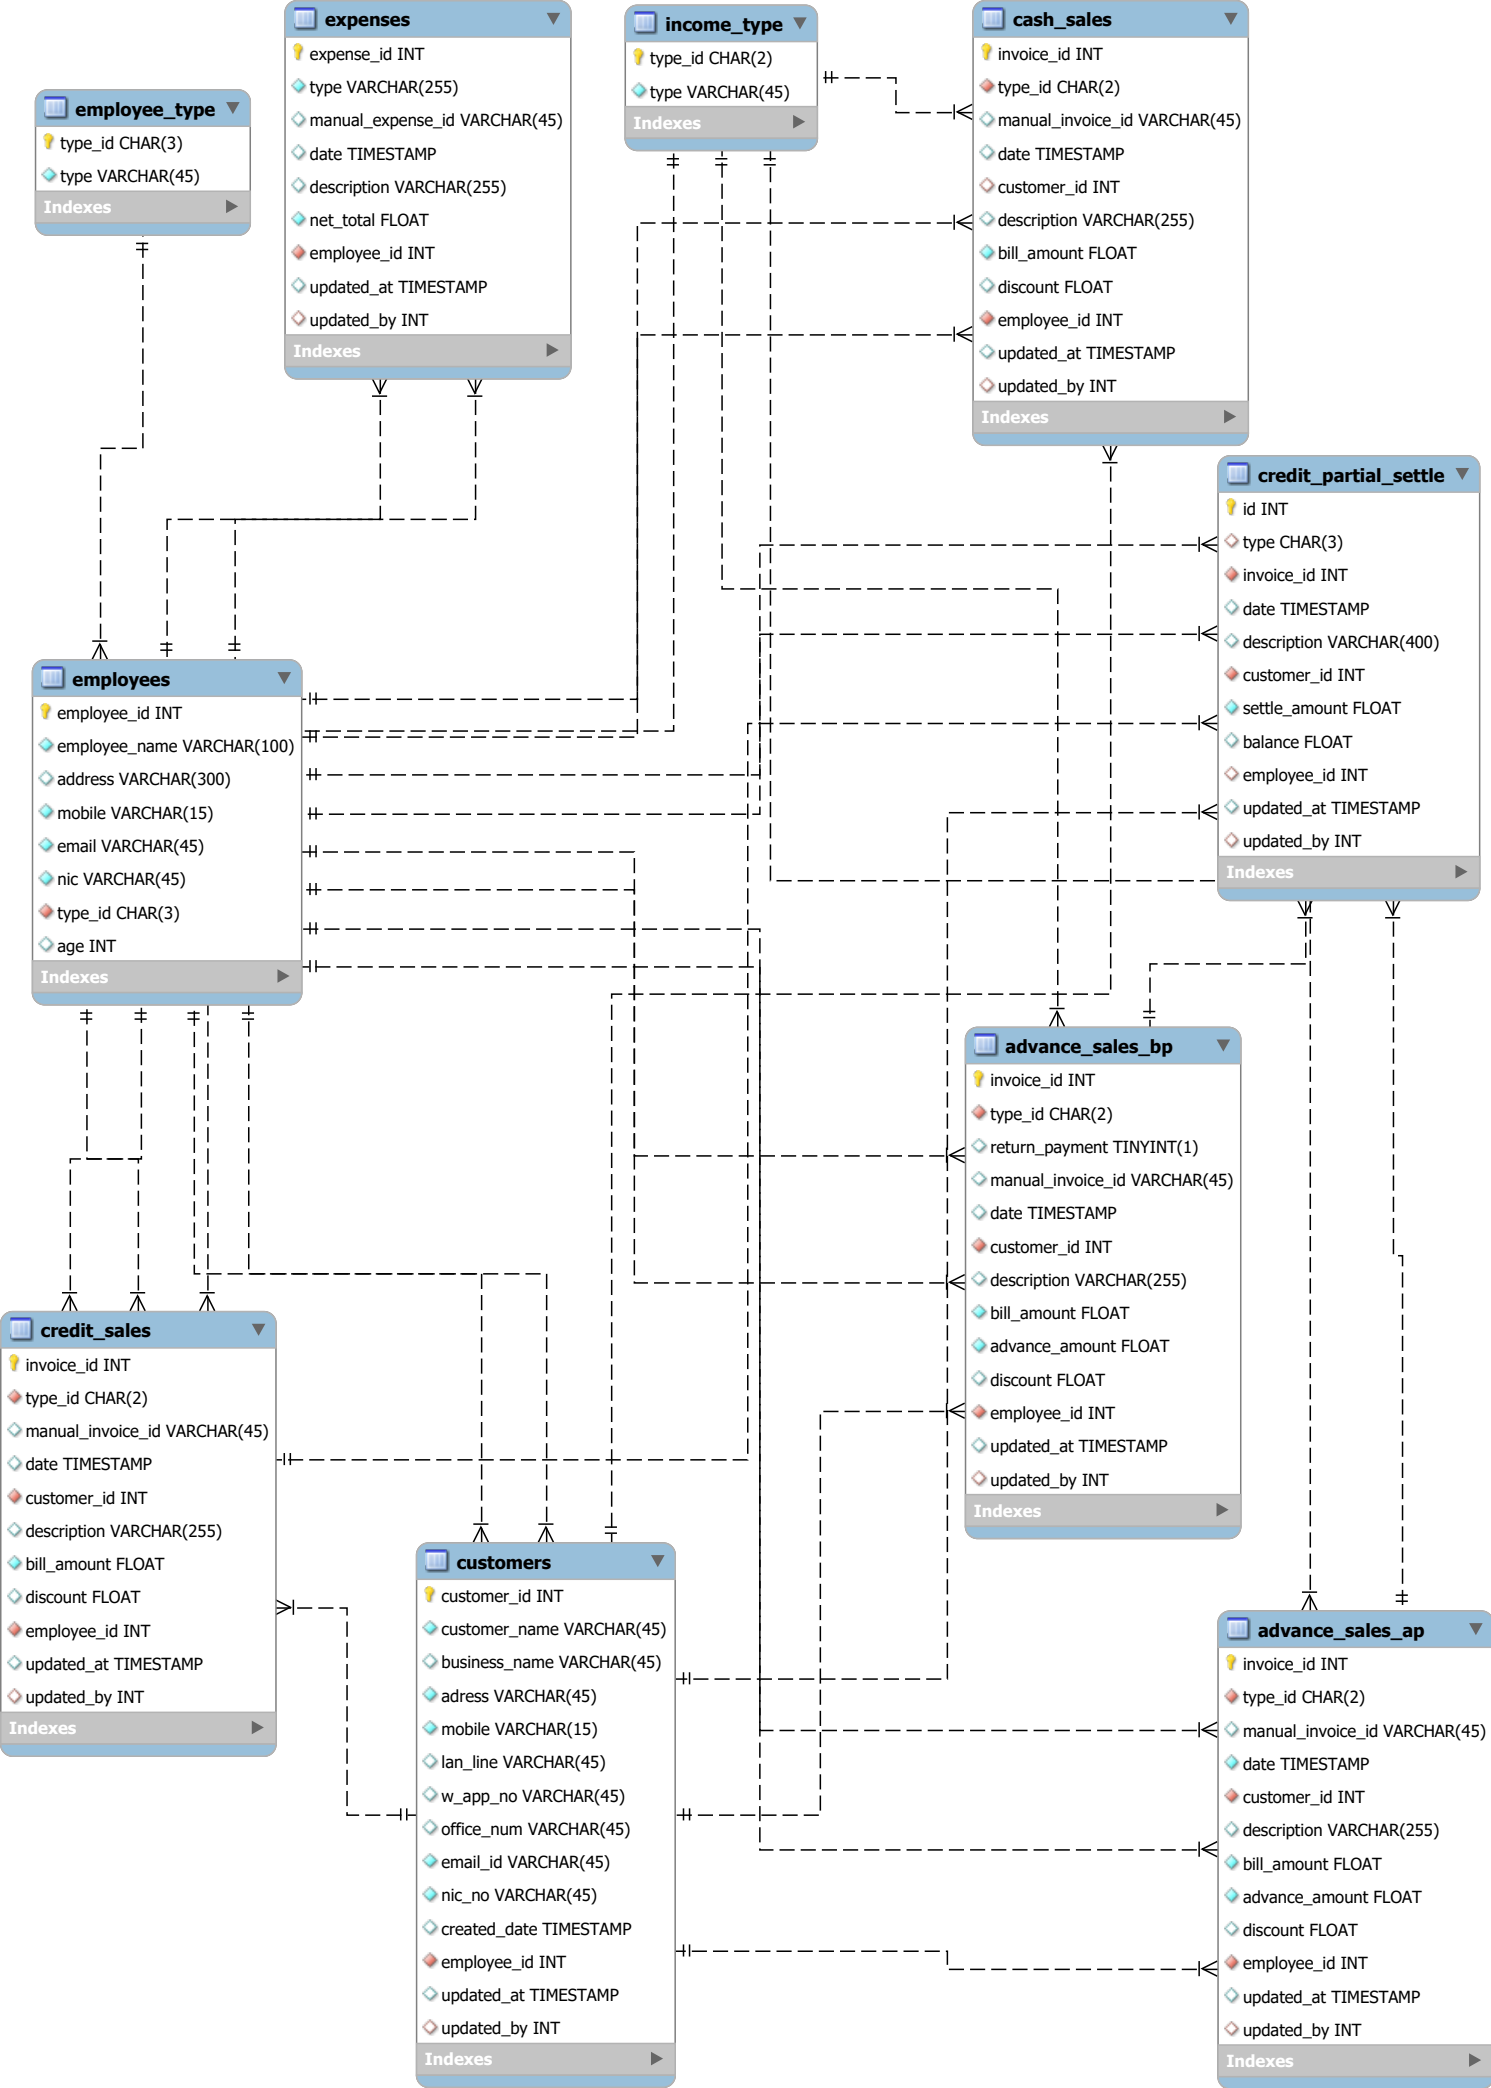 expenses
expense_id INT
type VARCHAR(255)
manual_expense_id VARCHAR(45)
date TIMESTAMP
description VARCHAR(255)
net_total FLOAT
employee_id INT
updated_at TIMESTAMP
updated_by INT
Indexes
income_type
type_id CHAR(2)
type VARCHAR(45)
Indexes
cash_sales
invoice_id INT
type_id CHAR(2)
manual_invoice_id VARCHAR(45)
date TIMESTAMP
customer_id INT
description VARCHAR(255)
bill_amount FLOAT
discount FLOAT
employee_id INT
updated_at TIMESTAMP
updated_by INT
Indexes
employee_type
type_id CHAR(3)
type VARCHAR(45)
Indexes
credit_partial_settle
id INT
type CHAR(3)
invoice_id INT
date TIMESTAMP
description VARCHAR(400)
customer_id INT
settle_amount FLOAT
balance FLOAT
employee_id INT
updated_at TIMESTAMP
updated_by INT
Indexes
employees
employee_id INT
employee_name VARCHAR(100)
address VARCHAR(300)
mobile VARCHAR(15)
email VARCHAR(45)
nic VARCHAR(45)
type_id CHAR(3)
age INT
Indexes
advance_sales_bp
invoice_id INT
type_id CHAR(2)
return_payment TINYINT(1)
manual_invoice_id VARCHAR(45)
date TIMESTAMP
customer_id INT
description VARCHAR(255)
bill_amount FLOAT
advance_amount FLOAT
discount FLOAT
employee_id INT
updated_at TIMESTAMP
updated_by INT
Indexes
credit_sales
invoice_id INT
type_id CHAR(2)
manual_invoice_id VARCHAR(45)
date TIMESTAMP
customer_id INT
description VARCHAR(255)
bill_amount FLOAT
discount FLOAT
employee_id INT
updated_at TIMESTAMP
updated_by INT
Indexes
customers
customer_id INT
customer_name VARCHAR(45)
business_name VARCHAR(45)
adress VARCHAR(45)
mobile VARCHAR(15)
lan_line VARCHAR(45)
w_app_no VARCHAR(45)
office_num VARCHAR(45)
email_id VARCHAR(45)
nic_no VARCHAR(45)
created_date TIMESTAMP
employee_id INT
updated_at TIMESTAMP
updated_by INT
Indexes
advance_sales_ap
invoice_id INT
type_id CHAR(2)
manual_invoice_id VARCHAR(45)
date TIMESTAMP
customer_id INT
description VARCHAR(255)
bill_amount FLOAT
advance_amount FLOAT
discount FLOAT
employee_id INT
updated_at TIMESTAMP
updated_by INT
Indexes